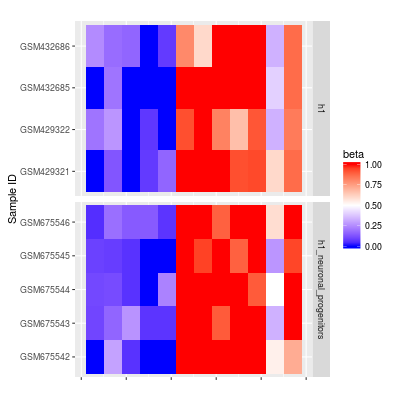 GSM432686
GSM432685
GSM429322
GSM429321
h1
GSM675546
GSM675545
GSM675544
GSM675543
GSM675542
h1_neuronal_progenitors
Sample ID
beta
1.00
0.75
0.50
0.25
0.00